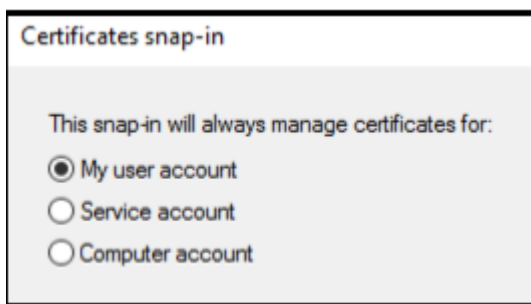 Certificates snap-in
This snap-in will always manage certificates for:
My user account
Service account
Computer account